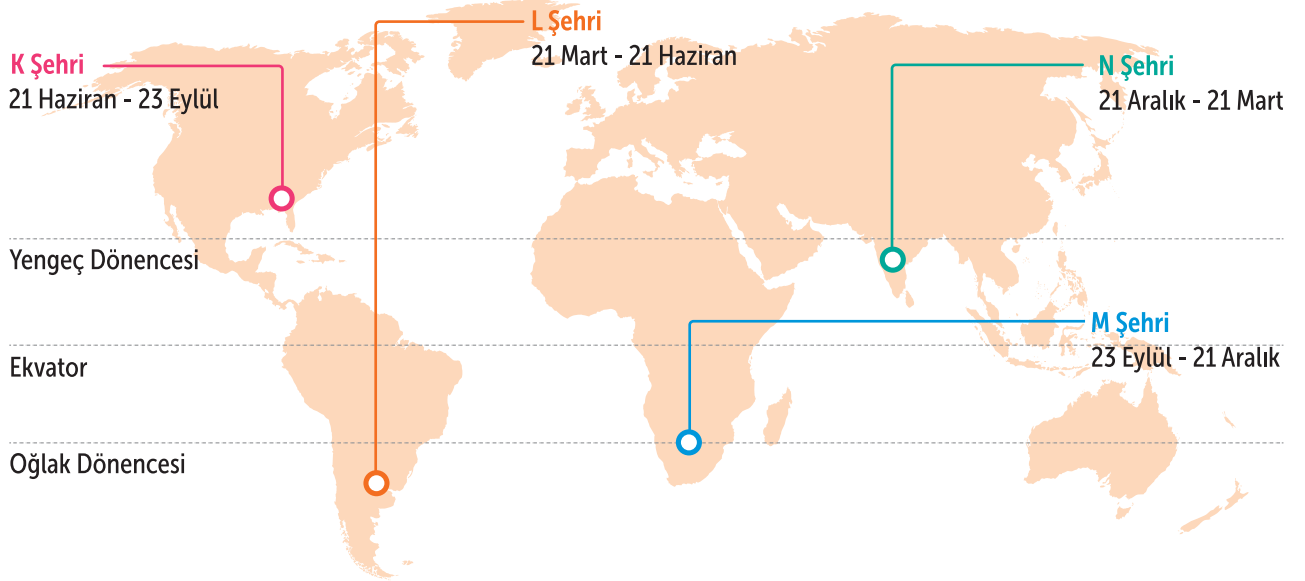 L Şehri
21 Mart - 21 Haziran
K Şehri
21 Haziran - 23 Eylül
N Şehri
21 Aralık - 21 Mart
Yengeç Dönencesi
M Şehri
23 Eylül - 21 Aralık
Ekvator
Oğlak Dönencesi